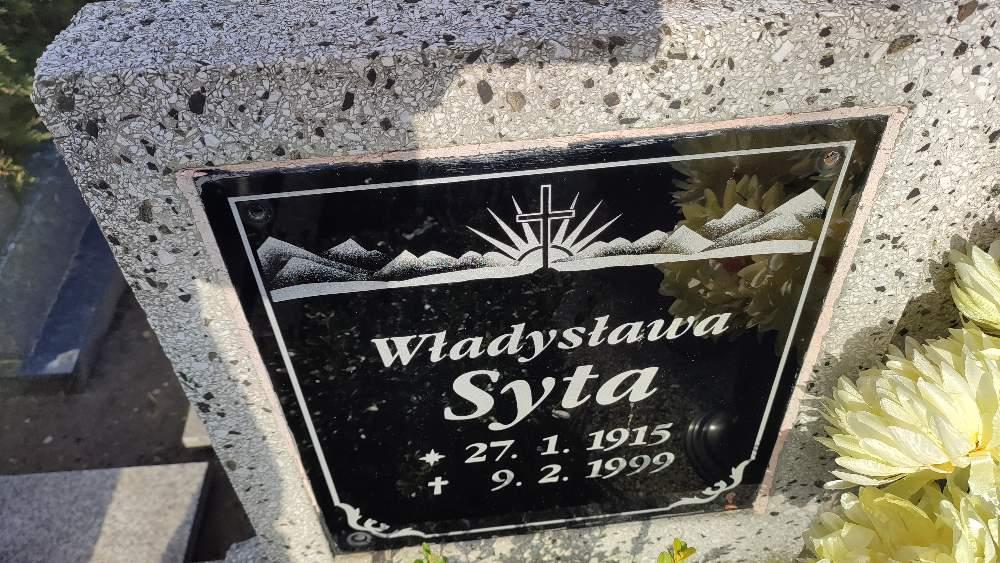 Władysława
Syta
* 27. 1. 1915
✝ 9. 2. 1999